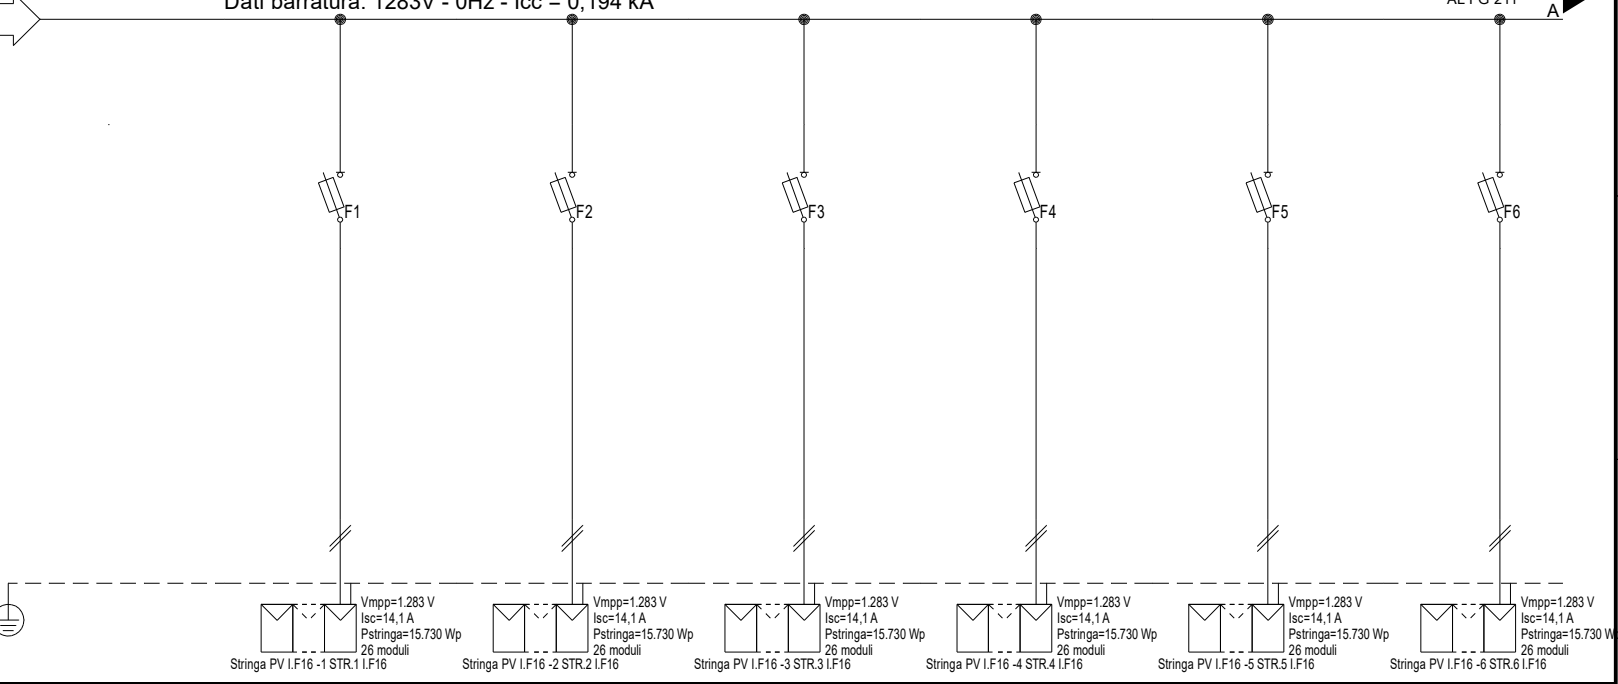 Dati barratura: 1283V - 0Hz - Icc = 0,194 kA
A
F1
F2
F3
F4
F5
F6
Vmpp=1.283 V
Isc=14,1 A
Pstringa=15.730 Wp
26 moduli
Stringa PV I.F16 -1 STR.1 I.F16
Vmpp=1.283 V
Isc=14,1 A
Pstringa=15.730 Wp
26 moduli
Stringa PV I.F16 -2 STR.2 I.F16
Vmpp=1.283 V
Isc=14,1 A
Pstringa=15.730 Wp
26 moduli
Stringa PV I.F16 -3 STR.3 I.F16
Vmpp=1.283 V
Isc=14,1 A
Pstringa=15.730 Wp
26 moduli
Stringa PV I.F16 -4 STR.4 I.F16
Vmpp=1.283 V
Isc=14,1 A
Pstringa=15.730 Wp
26 moduli
Stringa PV I.F16 -5 STR.5 I.F16
Vmpp=1.283 V
Isc=14,1 A
Pstringa=15.730 W
26 moduli
Stringa PV I.F16 -6 STR.6 I.F16